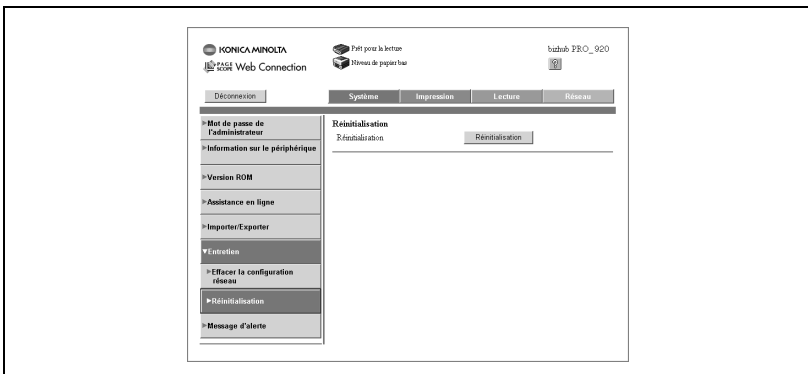 KONICA MINOLTA
PAGE SCOPE Web Connection
Prêt pour la lecture
Niveau de papier bas
bizhub PRO_920
?
Déconnexion
Système Impression Lecture Réseau
Mot de passe de
l'administrateur
Information sur le périphérique
Version ROM
Assistance en ligne
Importer/Exporter
Entretien
Effacer la configuration
réseau
Réinitialisation
Message d'alerte
Réinitialisation
Réinitialisation Réinitialisation